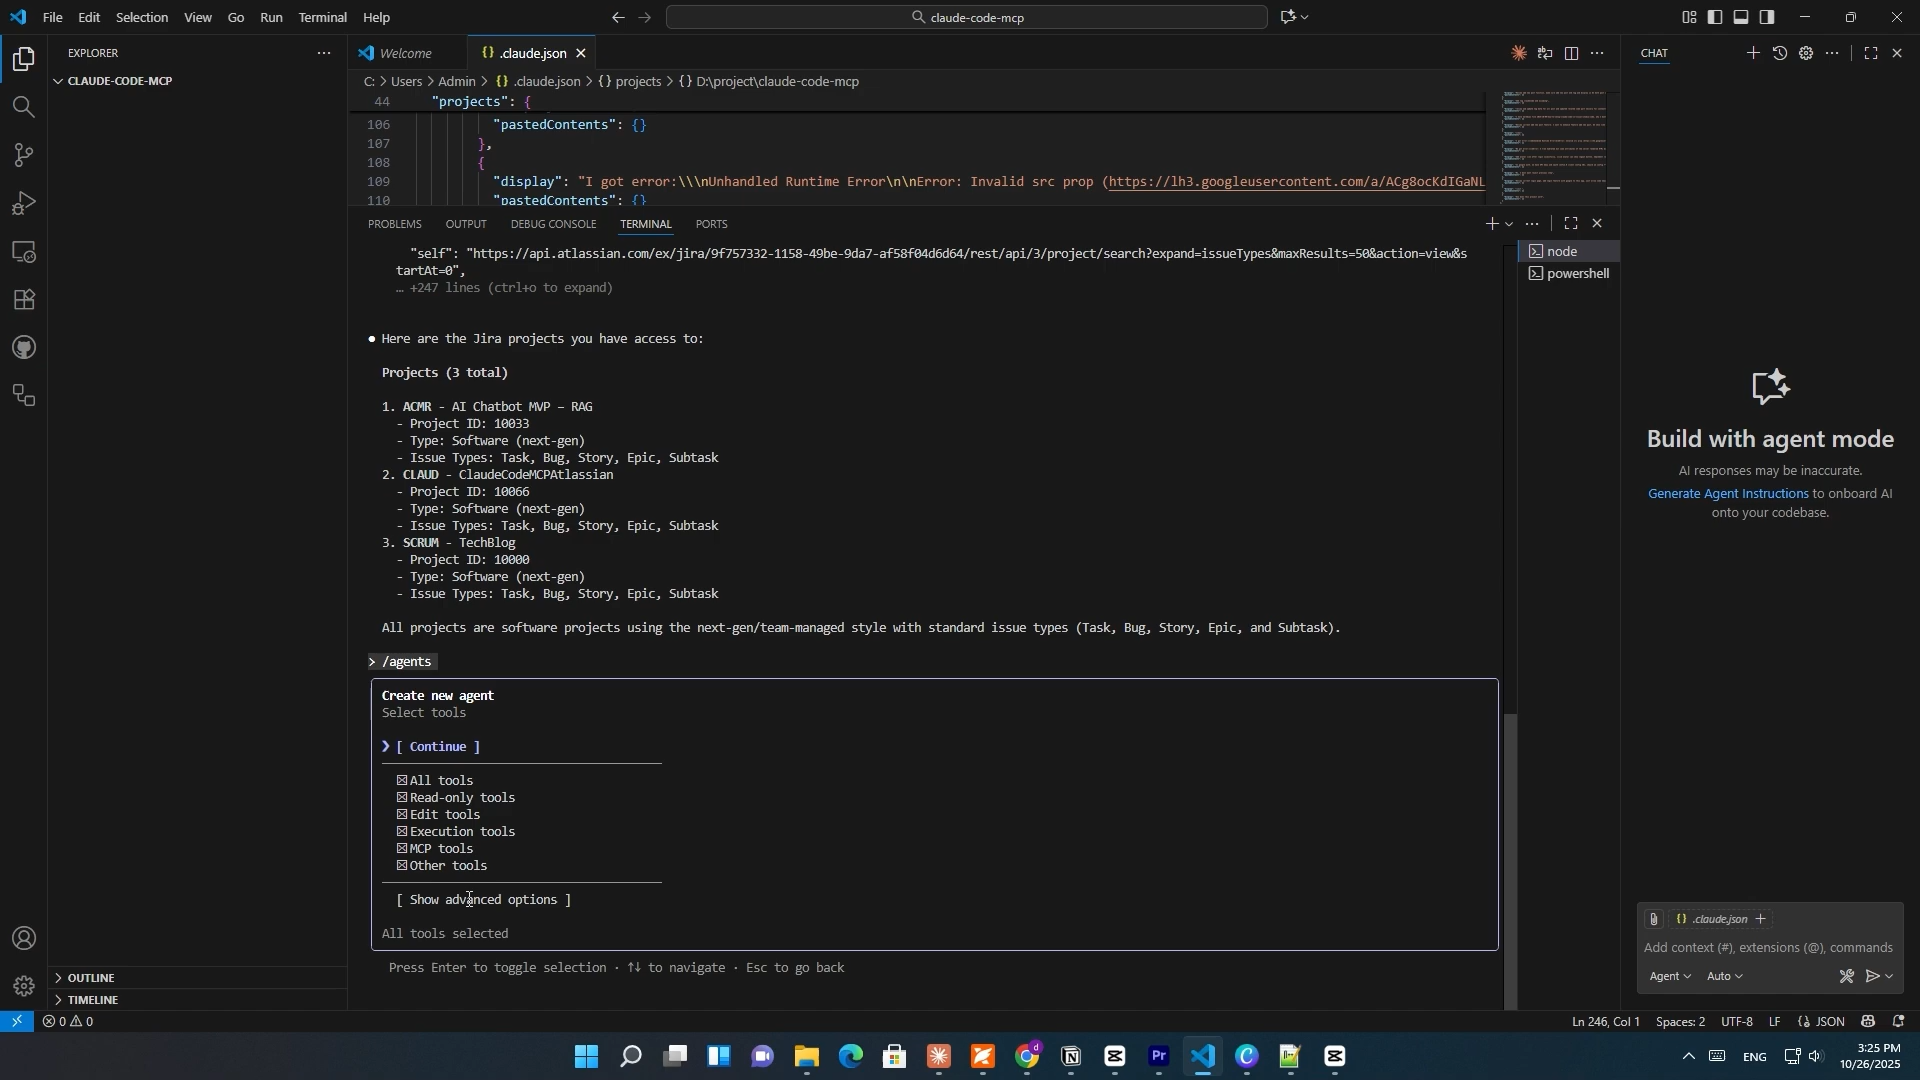 File Edit Selection View Go Run Terminal Help
claude-code-mcp
EXPLORER
CLAUDE-CODE-MCP
OUTLINE
TIMELINE
Welcome
{} .claude.json
C: > Users > Admin > {} .claude.json > {} projects > {} D:\project\claude-code-mcp
44 "projects": {
106 "pastedContents": {}
107 },
108 {
109 "display": "I got error:\\\nUnhandled Runtime Error\n\nError: Invalid src prop (https://lh3.googleusercontent.com/a/ACg8ocKdIGaNL
110 "pastedContents": {}
PROBLEMS OUTPUT DEBUG CONSOLE TERMINAL PORTS
node
powershell
"self": "https://api.atlassian.com/ex/jira/9f757332-1158-49be-9da7-af58f04d6d64/rest/api/3/project/search?expand=issueTypes&maxResults=50&action=view&s
tartAt=0",
… +247 lines (ctrl+o to expand)
● Here are the Jira projects you have access to:
Projects (3 total)
1. ACMR - AI Chatbot MVP – RAG
- Project ID: 10033
- Type: Software (next-gen)
- Issue Types: Task, Bug, Story, Epic, Subtask
2. CLAUD - ClaudeCodeMCPAtlassian
- Project ID: 10066
- Type: Software (next-gen)
- Issue Types: Task, Bug, Story, Epic, Subtask
3. SCRUM - TechBlog
- Project ID: 10000
- Type: Software (next-gen)
- Issue Types: Task, Bug, Story, Epic, Subtask
All projects are software projects using the next-gen/team-managed style with standard issue types (Task, Bug, Story, Epic, and Subtask).
> /agents
Create new agent
Select tools
❯ [ Continue ]
☒ All tools
☒ Read-only tools
☒ Edit tools
☒ Execution tools
☒ MCP tools
☒ Other tools
[ Show advanced options ]
All tools selected
Press Enter to toggle selection · ↑↓ to navigate · Esc to go back
CHAT
Build with agent mode
AI responses may be inaccurate.
Generate Agent Instructions to onboard AI
onto your codebase.
{} .claude.json +
Add context (#), extensions (@), commands
Agent Auto
0 0
Ln 246, Col 1 Spaces: 2 UTF-8 LF {} JSON
ENG
3:25 PM
10/26/2025